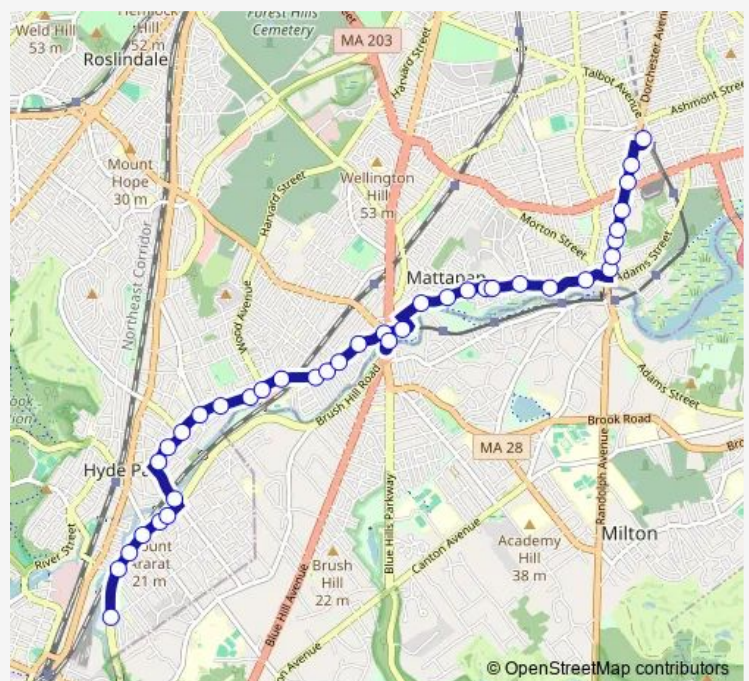 Weld Hill
53 m
Hill
52 m
Roslindale
Forest Hills
Cemetery
MA 203
Harvard Street
Talbot Avenue
Dorchester Avenue
Ashmont Street
Mount
Hope
30 m
Wellington
Hill
53 m
Harvard Street
Morton Street
Adams Street
Northeast Corridor
Wood Avenue
Mattapan
Brush Hill Road
Adams Street
Brook Road
MA 28
Hyde P
Randolph Avenue
Blue Hills Parkway
Canton Avenue
Academy
Hill
38 m
Milton
River Street
ount
Ararat
21 m
Brush
Hill
22 m
Blue Hill Avenue
on Avenue
© OpenStreetMap contributors